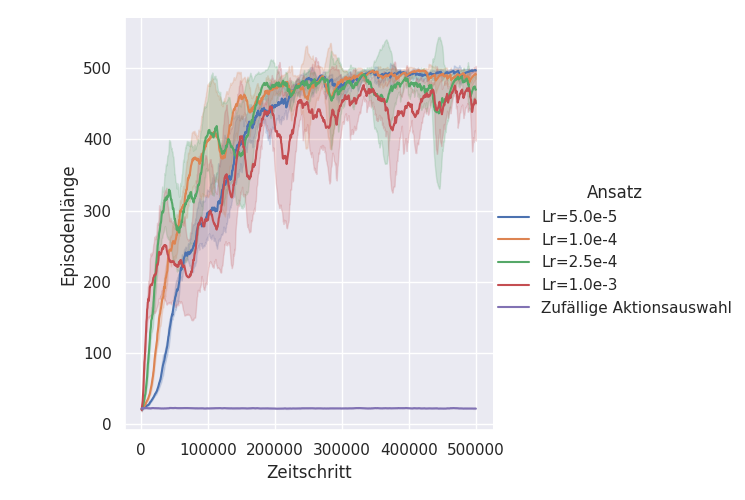 500
400
300
200
100
0
Episodenlänge
0 100000 200000 300000 400000 500000
Zeitschritt
Ansatz
Lr=5.0e-5
Lr=1.0e-4
Lr=2.5e-4
Lr=1.0e-3
Zufällige Aktionsauswahl